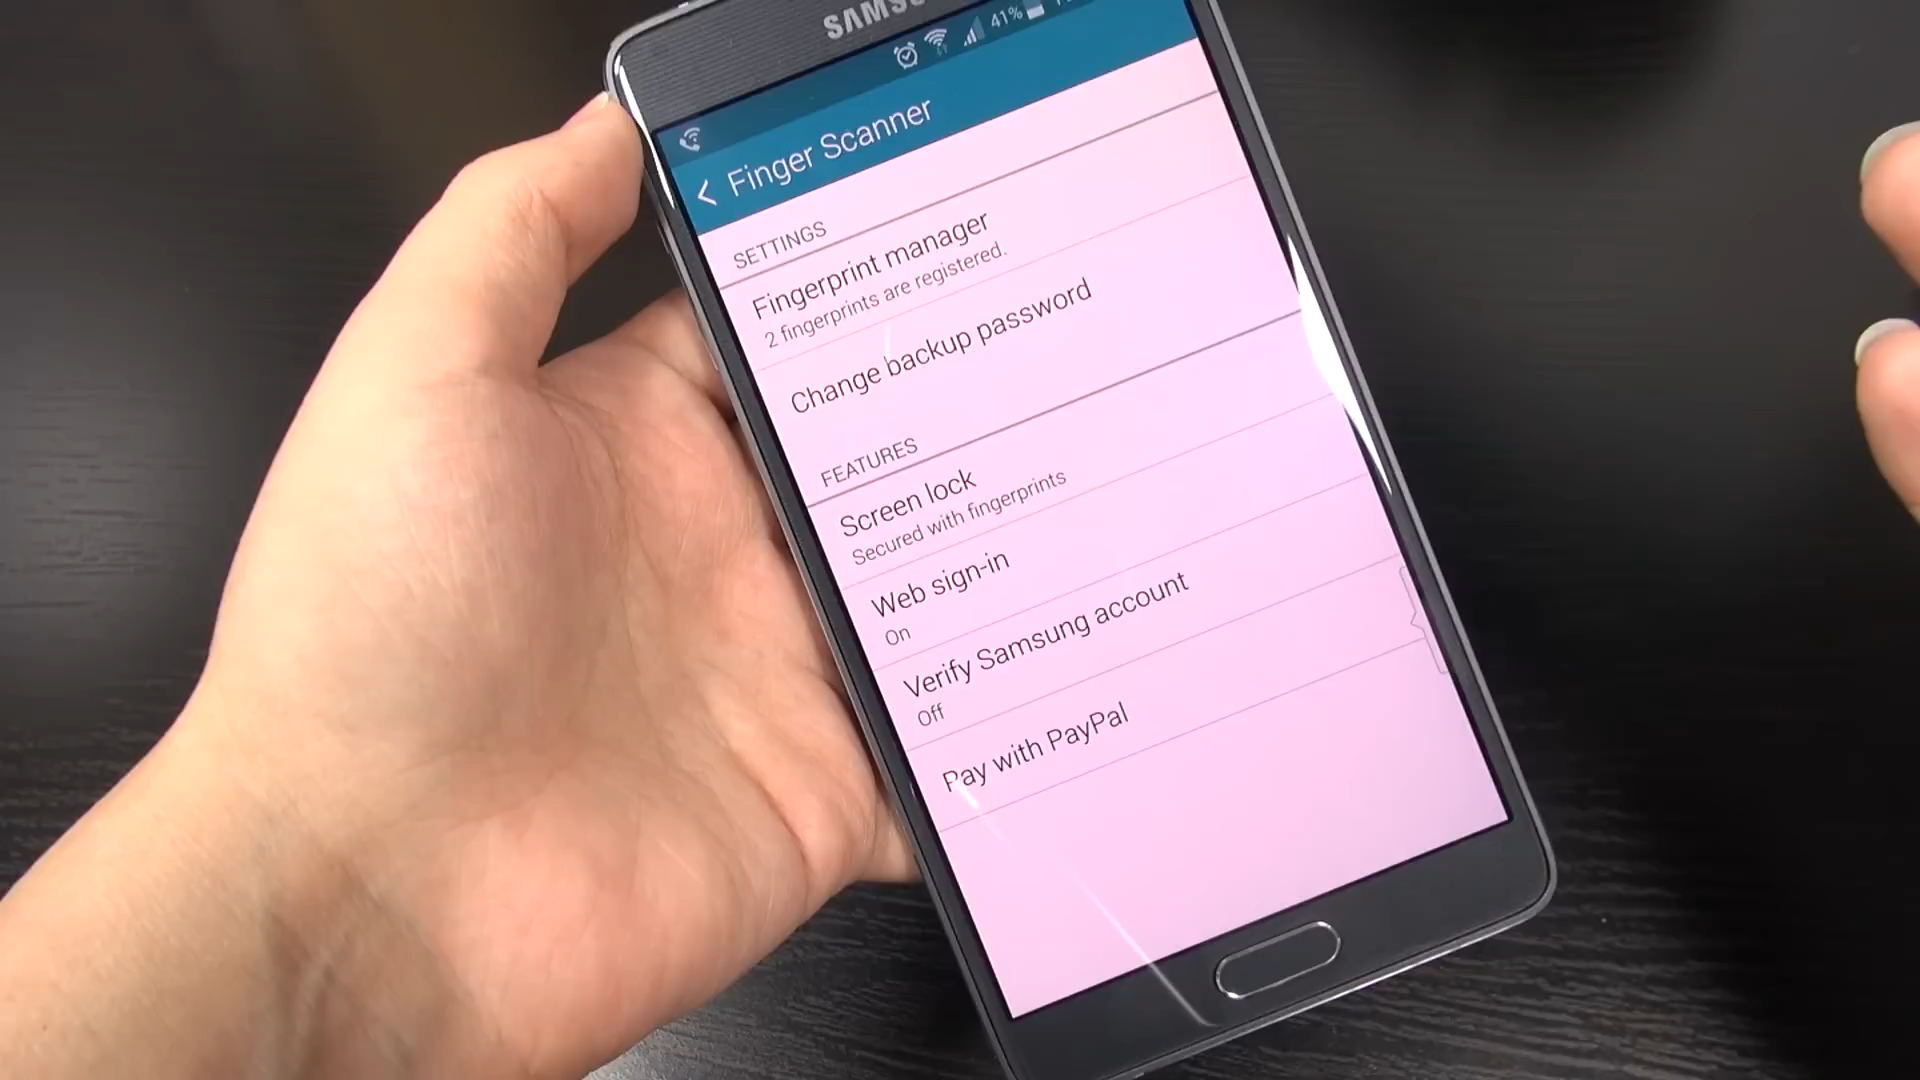 SAMSU
41%
Finger Scanner
SETTINGS
Fingerprint manager
2 fingerprints are registered.
Change backup password
FEATURES
Screen lock
Secured with fingerprints
Web sign-in
On
Verify Samsung account
Off
Pay with PayPal